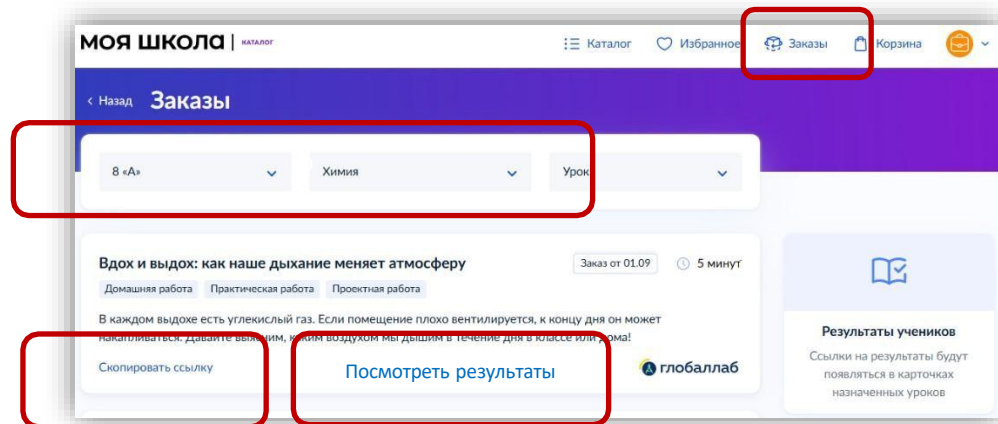 МОЯ ШКОЛА | КАТАЛОГ
Каталог Избранное Заказы Корзина
‹ Назад Заказы
8 «А» Химия Урок
Вдох и выдох: как наше дыхание меняет атмосферу
Заказ от 01.09 5 минут
Домашняя работа Практическая работа Проектная работа
В каждом выдохе есть углекислый газ. Если помещение плохо вентилируется, к концу дня он может
накапливаться. Давайте выясним, каким воздухом мы дышим в течение дня в классе или дома!
Скопировать ссылку Посмотреть результаты глобаллаб
Результаты учеников
Ссылки на результаты будут
появляться в карточках
назначенных уроков